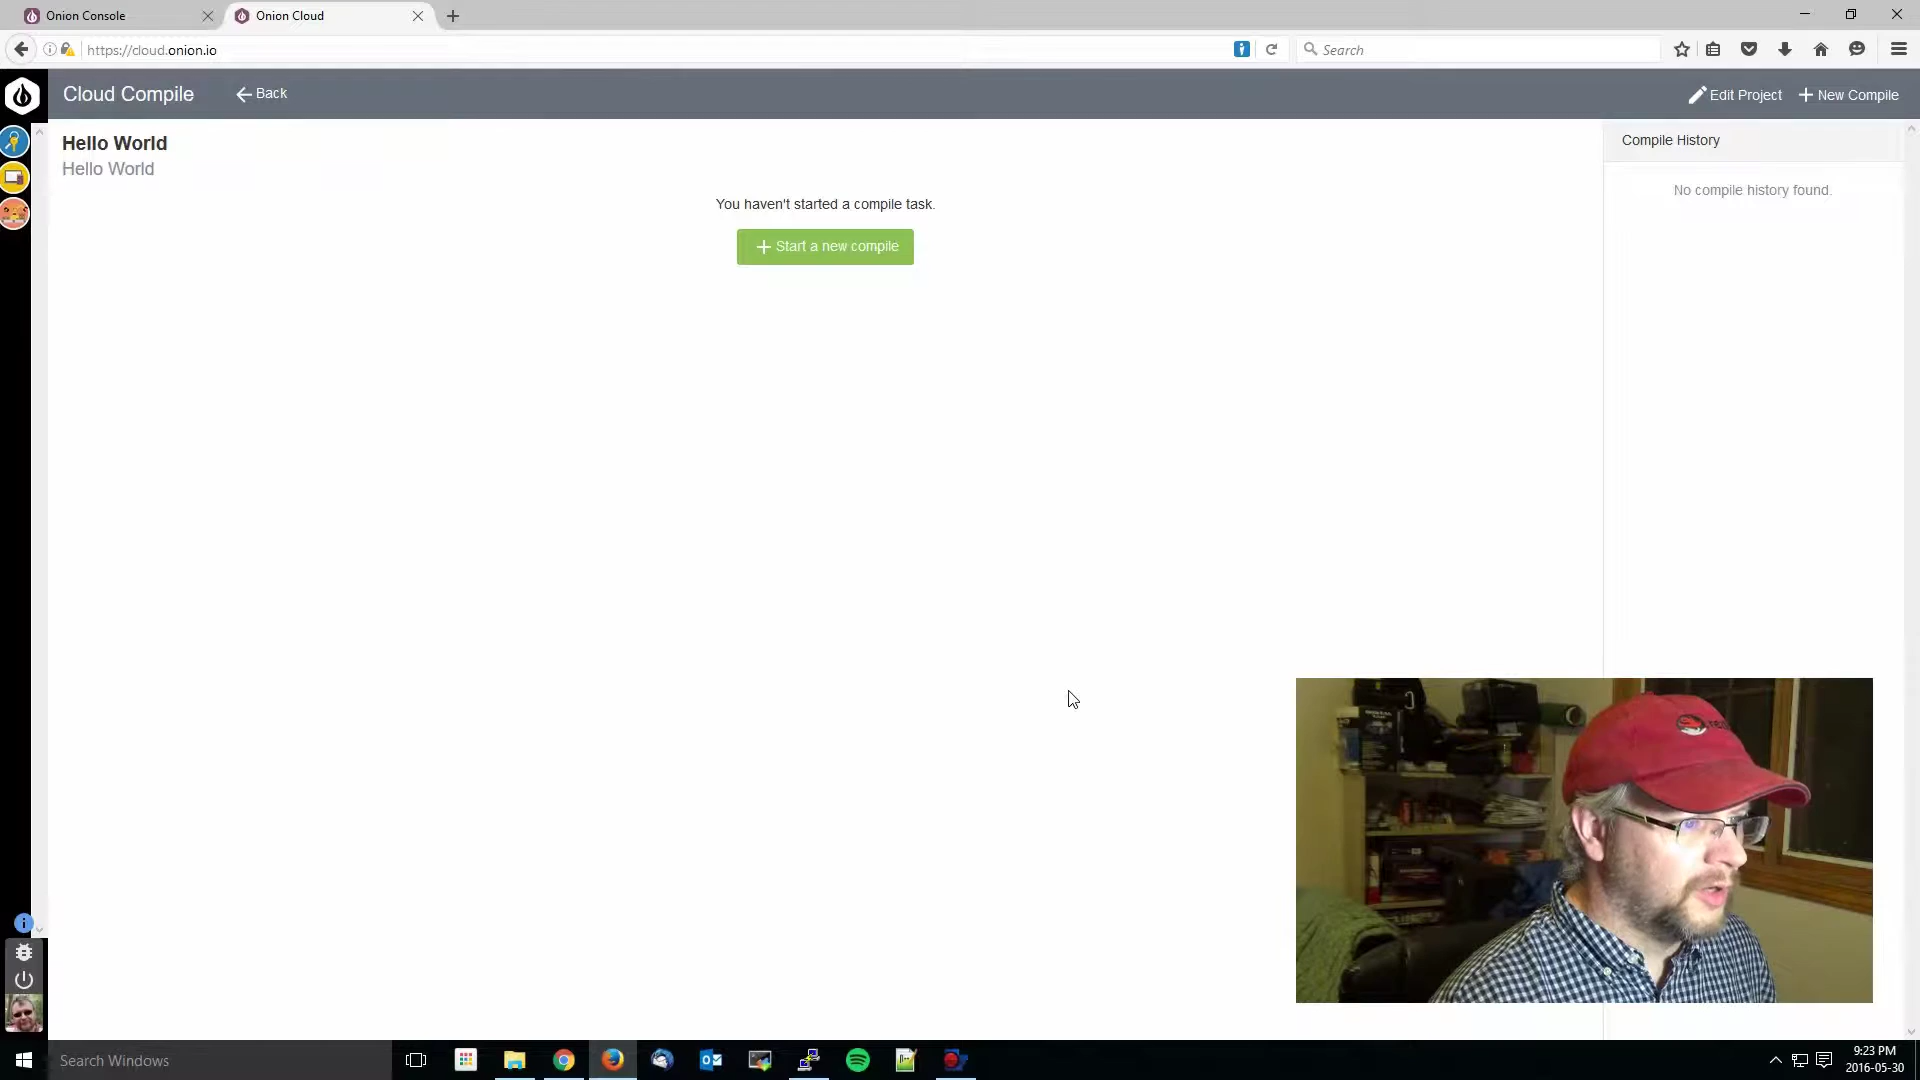 Onion Console
Onion Cloud
https://cloud.onion.io
Search
Cloud Compile
Back
Edit Project
New Compile
Hello World
Hello World
You haven't started a compile task.
Start a new compile
Compile History
No compile history found.
Search Windows
9:23 PM
2016-05-30